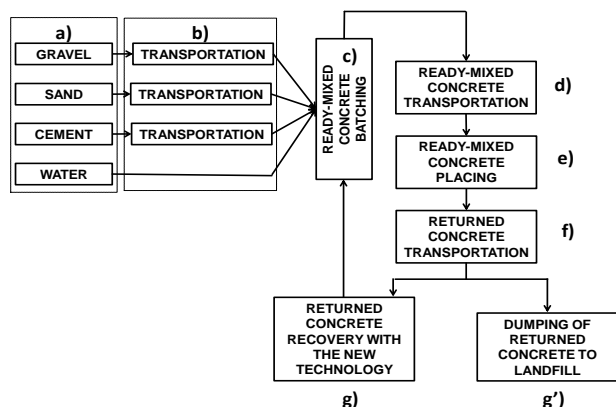 a)
GRAVEL
SAND
CEMENT
WATER
b)
TRANSPORTATION
TRANSPORTATION
TRANSPORTATION
c)
READY-MIXED
CONCRETE
BATCHING
READY-MIXED
CONCRETE
TRANSPORTATION
d)
READY-MIXED
CONCRETE
PLACING
e)
RETURNED
CONCRETE
TRANSPORTATION
f)
RETURNED
CONCRETE
RECOVERY WITH
THE NEW
TECHNOLOGY
g)
DUMPING OF
RETURNED
CONCRETE TO
LANDFILL
g’)